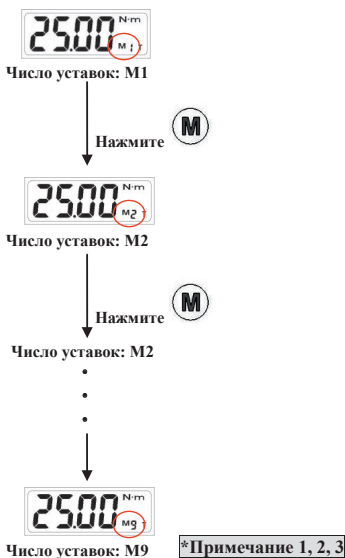 25.00 N·m M1 T
Число уставок: M1
Нажмите M
25.00 N·m M2 T
Число уставок: M2
Нажмите M
Число уставок: M2
25.00 N·m M9 T
Число уставок: M9
*Примечание 1, 2, 3